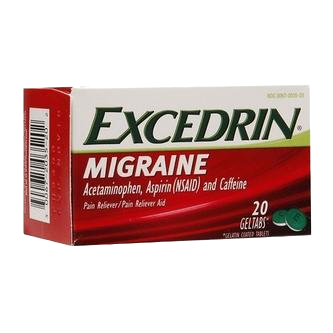 EXCEDRIN®
MIGRAINE
Acetaminophen, Aspirin (NSAID) and Caffeine
Pain Reliever/Pain Reliever Aid
20
GELTABS*
*GELATIN COATED TABLETS